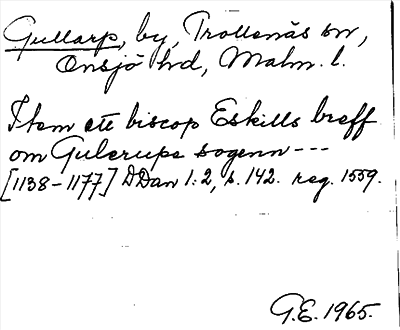 Gullarp, by, Trollenäs sn,
Onsjö hd, Malm. l.
Item ett biscop Eskills breff
om Gulerups sogenn ---
[1138-1177] DDan 1:2, s. 142. reg. 1559.
G.E. 1965.